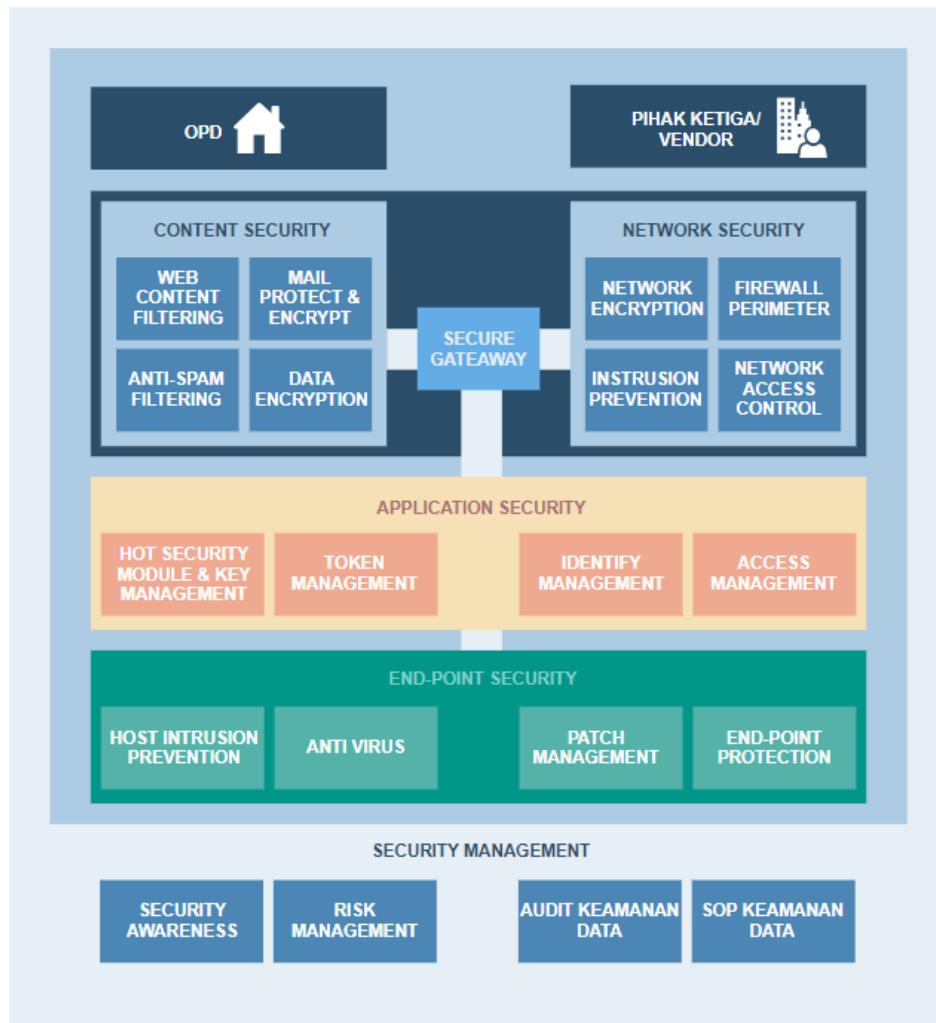 OPD
PIHAK KETIGA/
VENDOR
CONTENT SECURITY
WEB
CONTENT
FILTERING
MAIL
PROTECT &
ENCRYPT
ANTI-SPAM
FILTERING
DATA
ENCRYPTION
SECURE
GATEAWAY
NETWORK SECURITY
NETWORK
ENCRYPTION
FIREWALL
PERIMETER
INSTRUSION
PREVENTION
NETWORK
ACCESS
CONTROL
APPLICATION SECURITY
HOT SECURITY
MODULE & KEY
MANAGEMENT
TOKEN
MANAGEMENT
IDENTIFY
MANAGEMENT
ACCESS
MANAGEMENT
END-POINT SECURITY
HOST INTRUSION
PREVENTION
ANTI VIRUS
PATCH
MANAGEMENT
END-POINT
PROTECTION
SECURITY MANAGEMENT
SECURITY
AWARENESS
RISK
MANAGEMENT
AUDIT KEAMANAN
DATA
SOP KEAMANAN
DATA